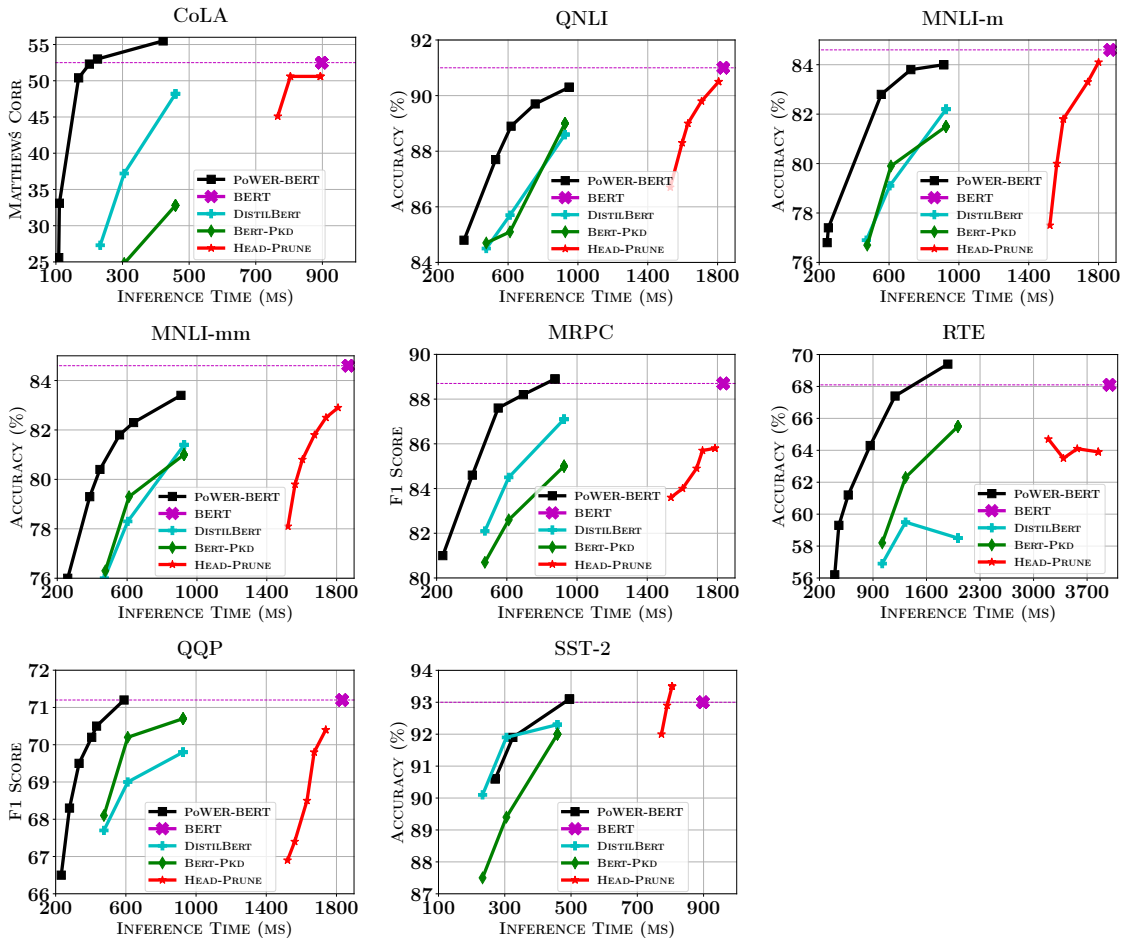 CoLA
MATTHEWŚ CORR
55
50
45
40
35
30
25
100 300 500 700 900
INFERENCE TIME (MS)
PoWER-BERT
BERT
DISTILBERT
BERT-PKD
HEAD-PRUNE
QNLI
ACCURACY (%)
92
90
88
86
84
200 600 1000 1400 1800
INFERENCE TIME (MS)
PoWER-BERT
BERT
DISTILBERT
BERT-PKD
HEAD-PRUNE
MNLI-m
ACCURACY (%)
84
82
80
78
76
200 600 1000 1400 1800
INFERENCE TIME (MS)
PoWER-BERT
BERT
DISTILBERT
BERT-PKD
HEAD-PRUNE
MNLI-mm
ACCURACY (%)
84
82
80
78
76
200 600 1000 1400 1800
INFERENCE TIME (MS)
PoWER-BERT
BERT
DISTILBERT
BERT-PKD
HEAD-PRUNE
MRPC
F1 SCORE
90
88
86
84
82
80
200 600 1000 1400 1800
INFERENCE TIME (MS)
PoWER-BERT
BERT
DISTILBERT
BERT-PKD
HEAD-PRUNE
RTE
ACCURACY (%)
70
68
66
64
62
60
58
56
200 900 1600 2300 3000 3700
INFERENCE TIME (MS)
PoWER-BERT
BERT
DISTILBERT
BERT-PKD
HEAD-PRUNE
QQP
F1 SCORE
72
71
70
69
68
67
66
200 600 1000 1400 1800
INFERENCE TIME (MS)
PoWER-BERT
BERT
DISTILBERT
BERT-PKD
HEAD-PRUNE
SST-2
ACCURACY (%)
94
93
92
91
90
89
88
87
100 300 500 700 900
INFERENCE TIME (MS)
PoWER-BERT
BERT
DISTILBERT
BERT-PKD
HEAD-PRUNE